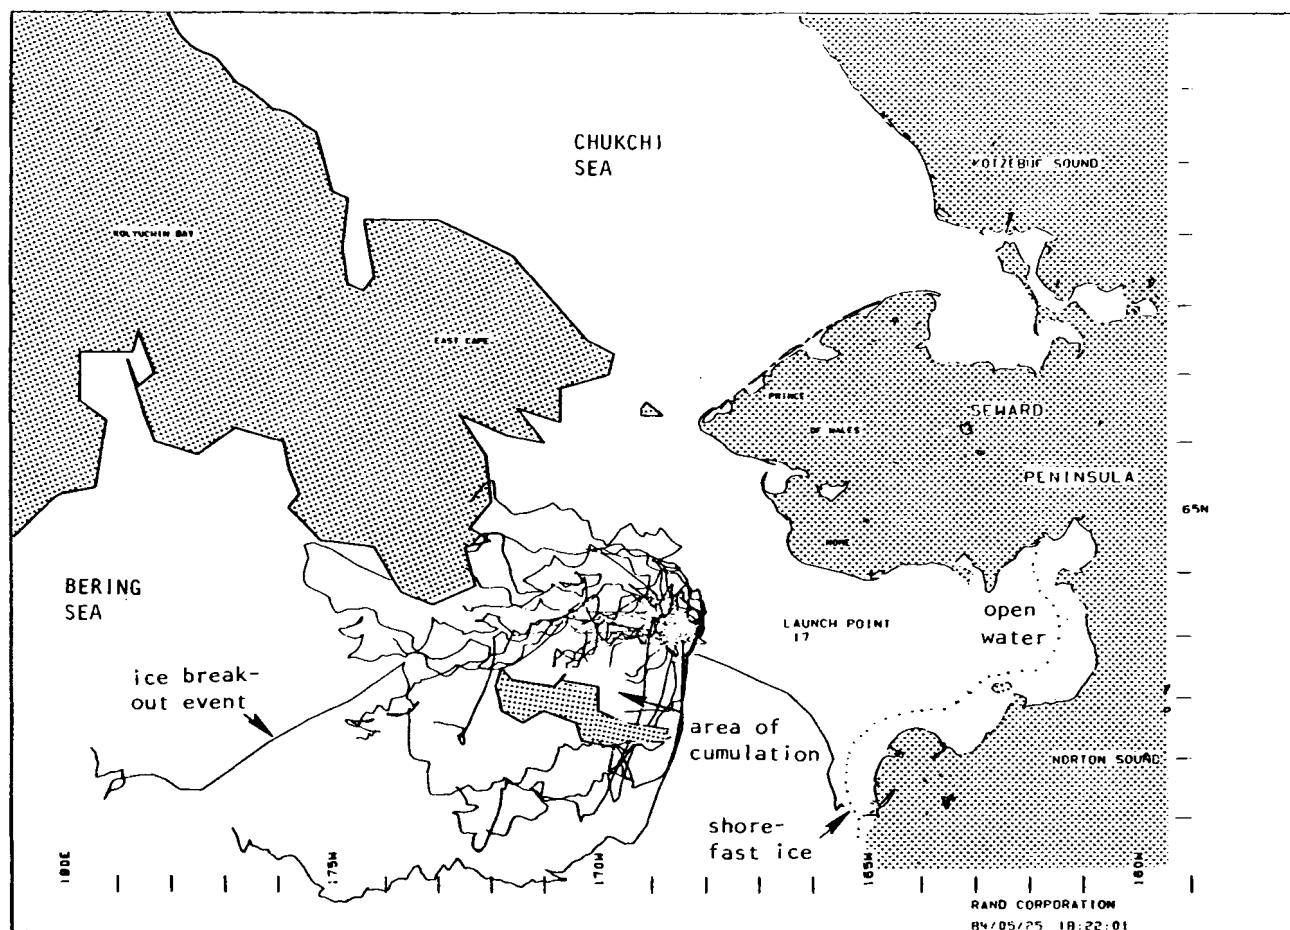 CHUKCHI
SEA
KOTZEBUE SOUND
KOLYUCHIN BAY
EAST CAPE
PRINCE
OF WALES
SEWARD
PENINSULA
65N
NOME
BERING
SEA
open
water
LAUNCH POINT
17
ice break-
out event
area of
cumulation
NORTON SOUND
shore-
fast ice
180E
175W
170W
165W
160W
RAND CORPORATION
84/05/25 18:22:01